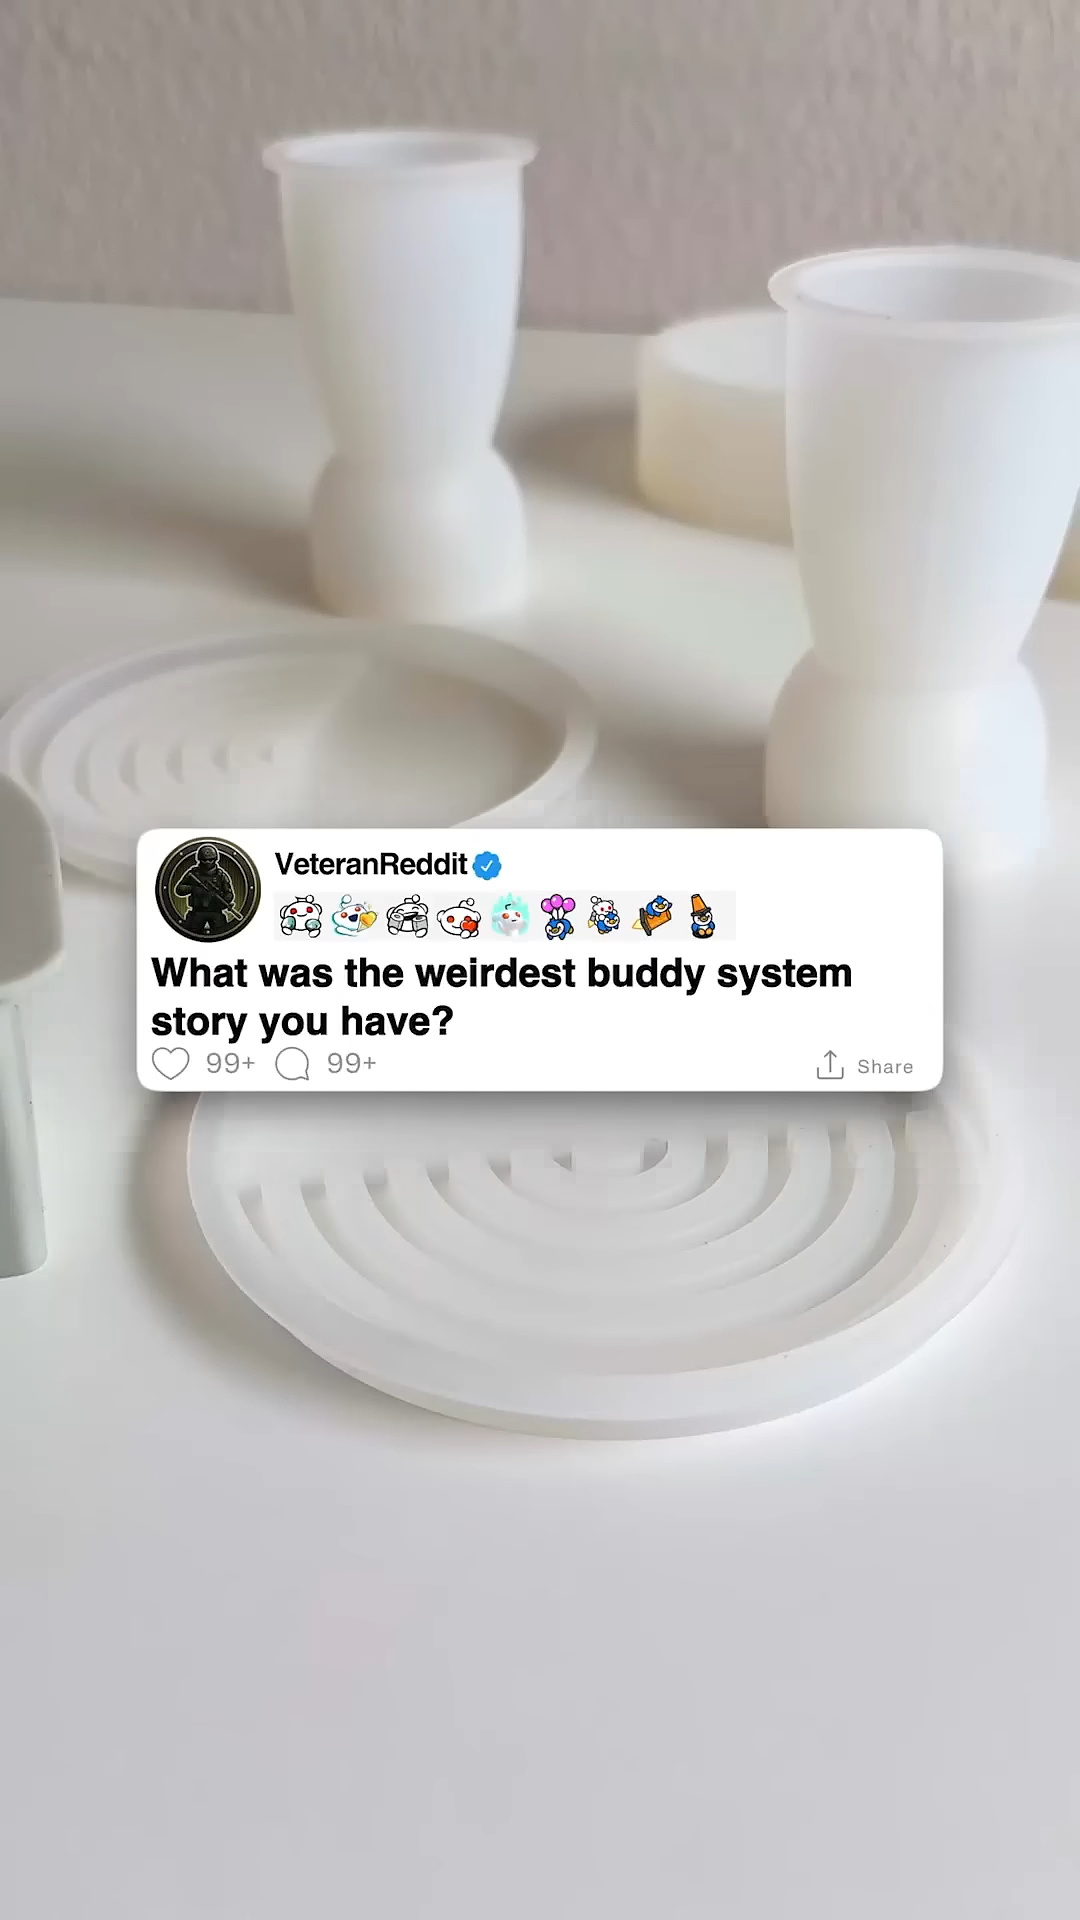 VeteranReddit
What was the weirdest buddy system
story you have?
99+ 99+ Share